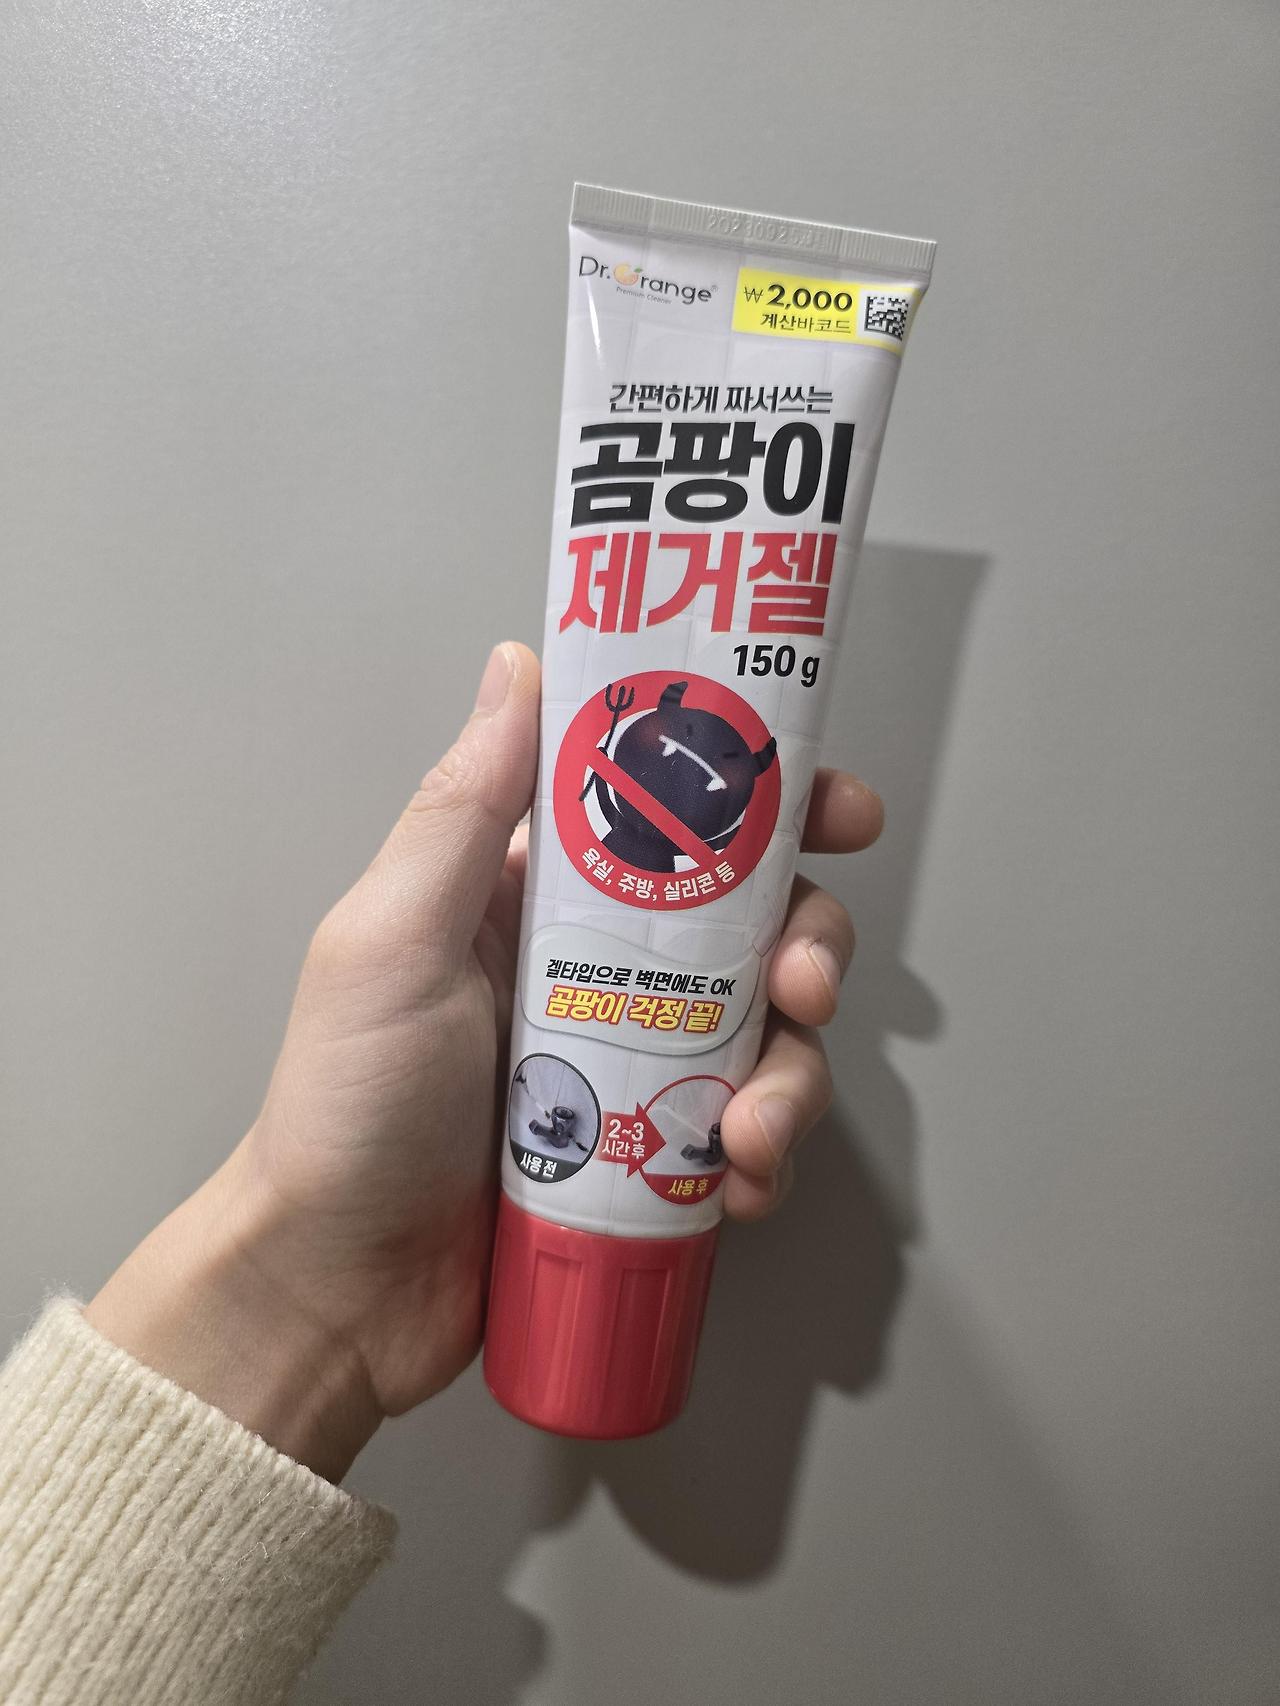 Dr.Orange®
Premium Cleaner
₩2,000
계산바코드
간편하게 짜서쓰는
곰팡이
제거젤
150 g
욕실, 주방, 실리콘 등
겔타입으로 벽면에도 OK
곰팡이 걱정 끝!
2~3
시간 후
사용 전
사용 후